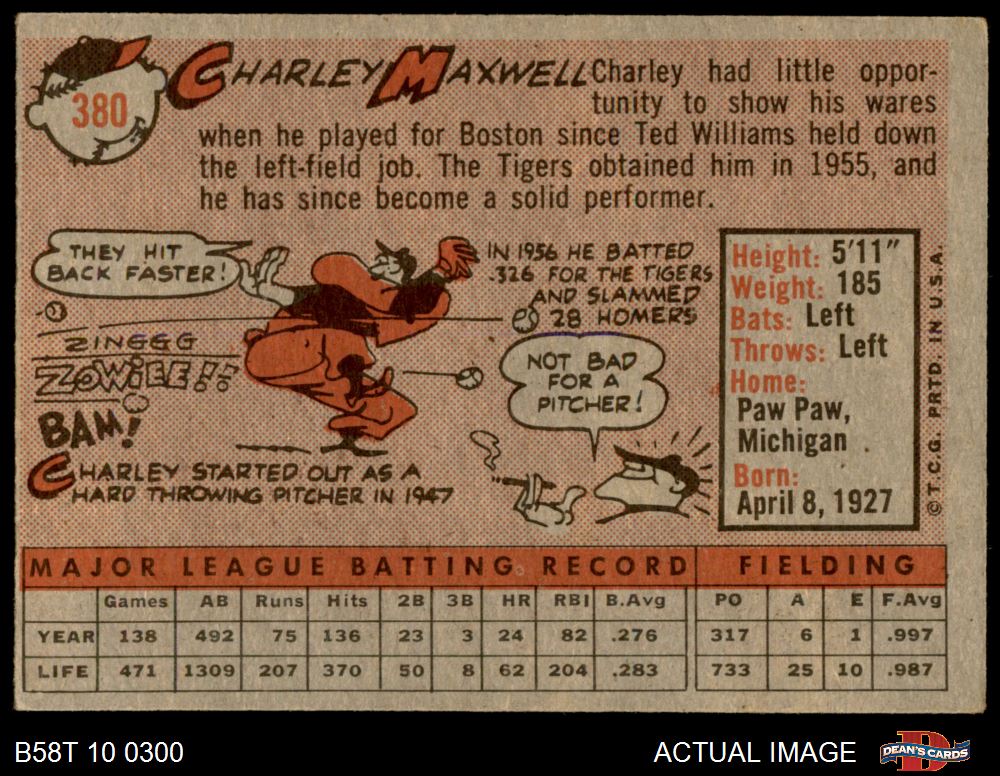 380
CHARLEY MAXWELL
Charley had little oppor-
tunity to show his wares
when he played for Boston since Ted Williams held down
the left-field job. The Tigers obtained him in 1955, and
he has since become a solid performer.
THEY HIT
BACK FASTER!
ZINGGG
ZOWIEE!!
BAM!
CHARLEY STARTED OUT AS A
HARD THROWING PITCHER IN 1947
IN 1956 HE BATTED
.326 FOR THE TIGERS
AND SLAMMED
28 HOMERS
NOT BAD
FOR A
PITCHER!
Height: 5'11"
Weight: 185
Bats: Left
Throws: Left
Home:
Paw Paw,
Michigan
Born:
April 8, 1927
© T.C.G. PRTD. IN U.S.A.
MAJOR LEAGUE BATTING RECORD FIELDING
Games AB Runs Hits 2B 3B HR RBI B.Avg PO A E F.Avg
YEAR 138 492 75 136 23 3 24 82 .276 317 6 1 .997
LIFE 471 1309 207 370 50 8 62 204 .283 733 25 10 .987
B58T 10 0300
ACTUAL IMAGE
D
DEAN'S CARDS